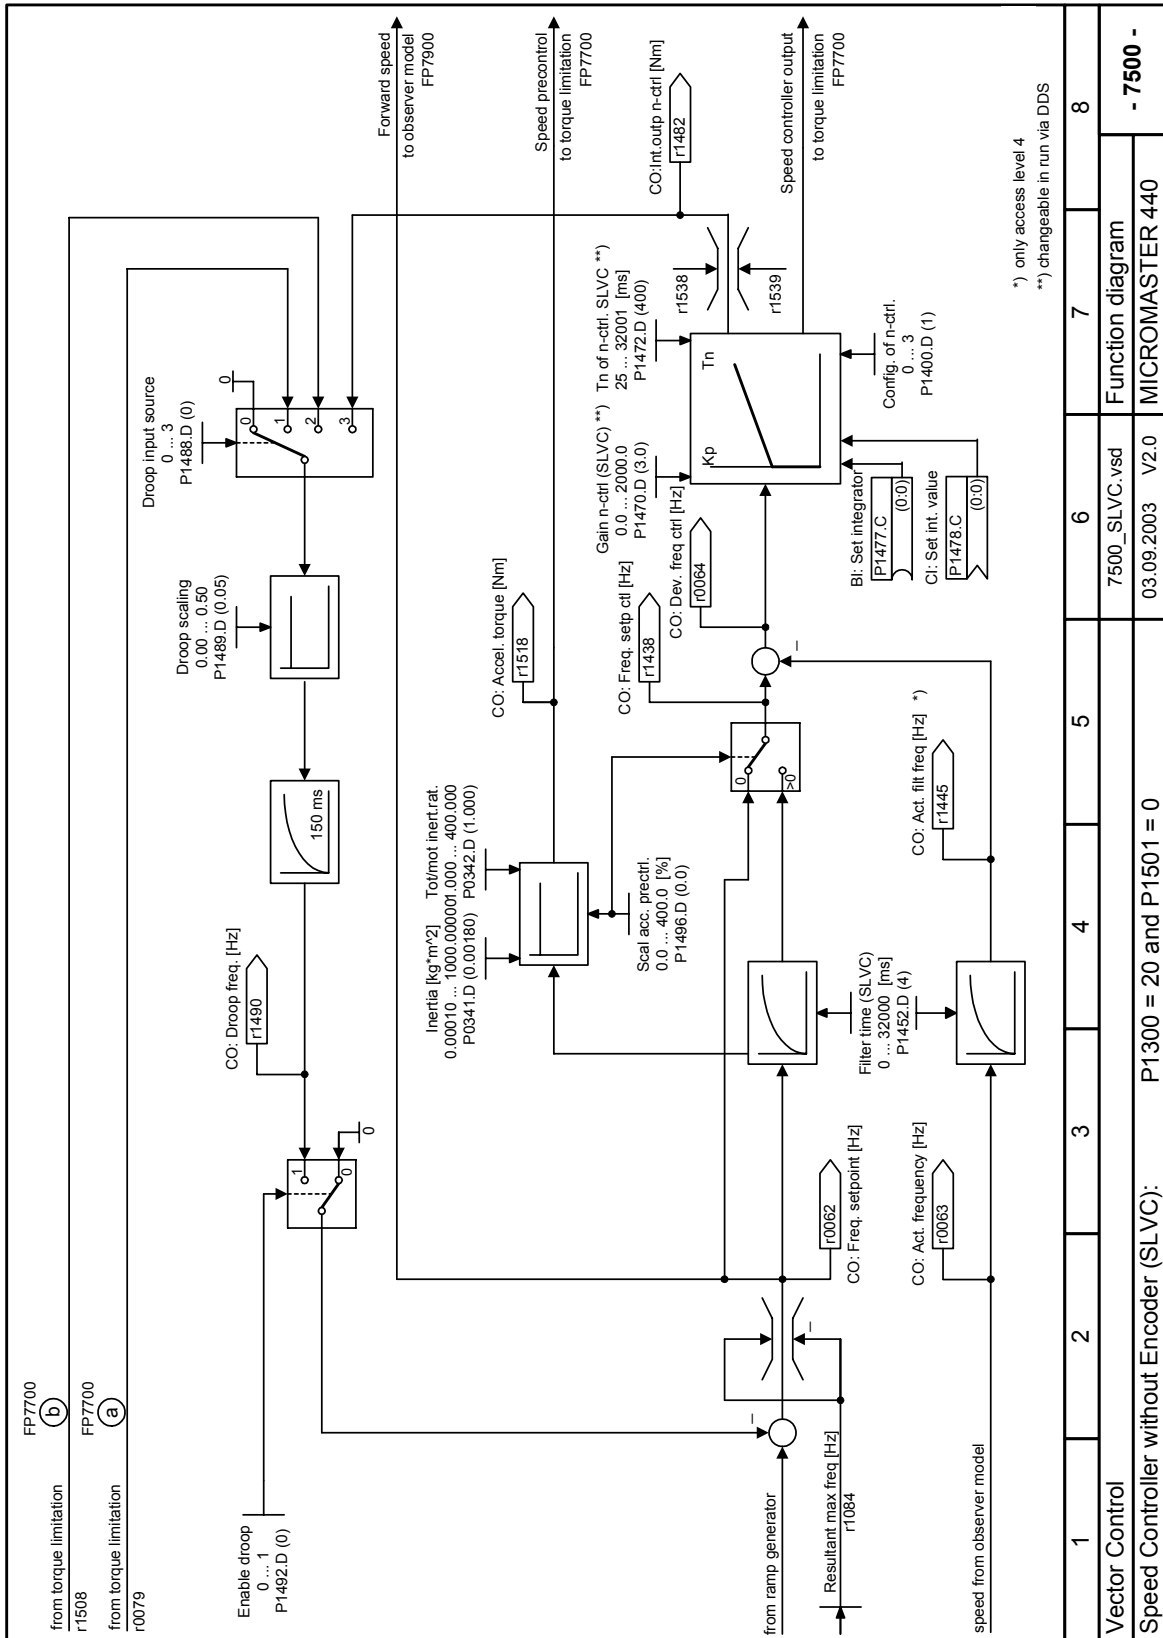 FP7700
b
from torque limitation
r1508
FP7700
a
from torque limitation
r0079
Enable droop
0 ... 1
P1492.D (0)
1
0
0
CO: Droop freq. [Hz]
r1490
150 ms
Droop scaling
0.00 ... 0.50
P1489.D (0.05)
Droop input source
0 ... 3
P1488.D (0)
0
0
1
2
3
Forward speed
to observer model
FP7900
Speed precontrol
to torque limitation
FP7700
CO:Int.outp n-ctrl [Nm]
r1482
Speed controller output
to torque limitation
FP7700
Inertia [kg*m^2]
0.00010 ... 1000.00000
P0341.D (0.00180)
Tot/mot inert.rat.
1.000 ... 400.000
P0342.D (1.000)
CO: Accel. torque [Nm]
r1518
Scal acc. prectrl.
0.0 ... 400.0 [%]
P1496.D (0.0)
CO: Freq. setp ctl [Hz]
r1438
CO: Dev. freq ctrl [Hz]
r0064
Gain n-ctrl (SLVC) **)
0.0 ... 2000.0
P1470.D (3.0)
Tn of n-ctrl. SLVC **)
25 ... 32001 [ms]
P1472.D (400)
r1538
r1539
Kp
Tn
0
>0
–
from ramp generator
–
–
Resultant max freq [Hz]
r1084
r0062
CO: Freq. setpoint [Hz]
Filter time (SLVC)
0 ... 32000 [ms]
P1452.D (4)
CO: Act. frequency [Hz]
r0063
CO: Act. filt freq [Hz] *)
r1445
BI: Set integrator
P1477.C
(0:0)
CI: Set int. value
P1478.C
(0:0)
Config. of n-ctrl.
0 ... 3
P1400.D (1)
speed from observer model
*) only access level 4
**) changeable in run via DDS
1 2 3 4 5 6 7 8
Vector Control
7500_SLVC.vsd
Function diagram
- 7500 -
Speed Controller without Encoder (SLVC): P1300 = 20 and P1501 = 0
03.09.2003 V2.0
MICROMASTER 440